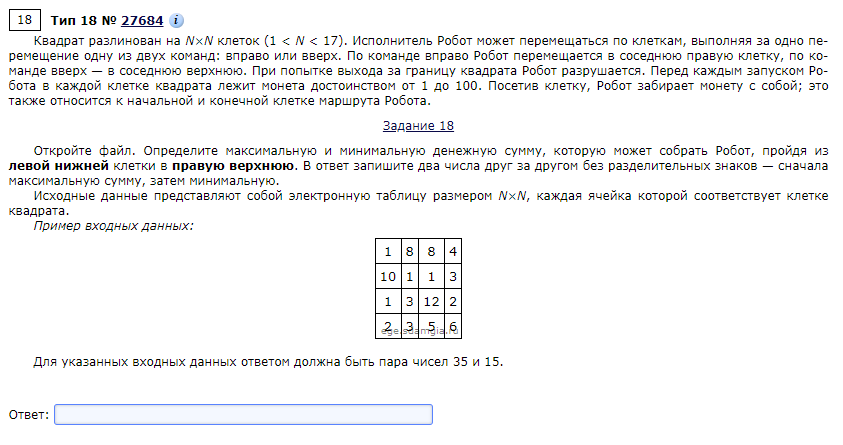 18 Тип 18 № 27684 i
Квадрат разлинован на N×N клеток (1 < N < 17). Исполнитель Робот может перемещаться по клеткам, выполняя за одно пе-
ремещение одну из двух команд: вправо или вверх. По команде вправо Робот перемещается в соседнюю правую клетку, по ко-
манде вверх — в соседнюю верхнюю. При попытке выхода за границу квадрата Робот разрушается. Перед каждым запуском Ро-
бота в каждой клетке квадрата лежит монета достоинством от 1 до 100. Посетив клетку, Робот забирает монету с собой; это
также относится к начальной и конечной клетке маршрута Робота.
Задание 18
Откройте файл. Определите максимальную и минимальную денежную сумму, которую может собрать Робот, пройдя из
левой нижней клетки в правую верхнюю. В ответ запишите два числа друг за другом без разделительных знаков — сначала
максимальную сумму, затем минимальную.
Исходные данные представляют собой электронную таблицу размером N×N, каждая ячейка которой соответствует клетке
квадрата.
Пример входных данных:
1 8 8 4
10 1 1 3
1 3 12 2
2 3 5 6
ege.sdamgia.ru
Для указанных входных данных ответом должна быть пара чисел 35 и 15.
Ответ: